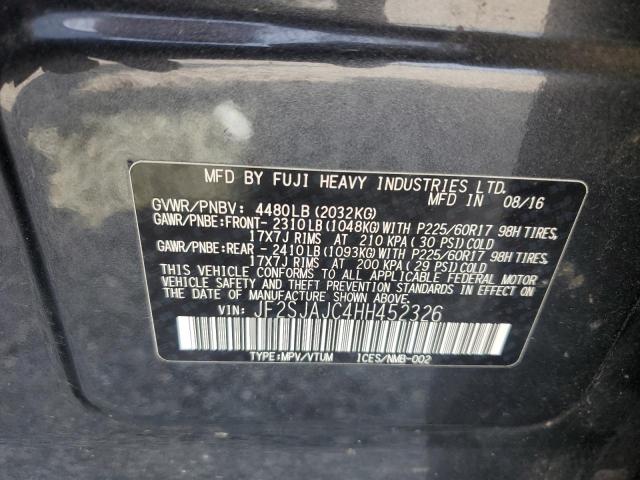 MFD BY FUJI HEAVY INDUSTRIES LTD.
MADE IN 08/16
GVWR/PNBV: 4480LB(2032KG)
GAWR/PNBE:FRONT- 2310LB(1048KG)WITH P225/60R17 98H TIRES,
17X7J RIMS AT 210 KPA(30 PSI)COLD
GAWR/PNBE:REAR - 2410LB(1093KG)WITH P225/60R17 98H TIRES,
17X7J RIMS AT 200 KPA(29 PSI)COLD
THIS VEHICLE CONFORMS TO ALL APPLICABLE FEDERAL MOTOR
VEHICLE SAFETY AND THEFT PREVENTION STANDARDS IN EFFECT ON
THE DATE OF MANUFACTURE SHOWN ABOVE.
VIN: JF2SJAJC4HH452326
TYPE:MPV/VTUM ICES/NMB-002